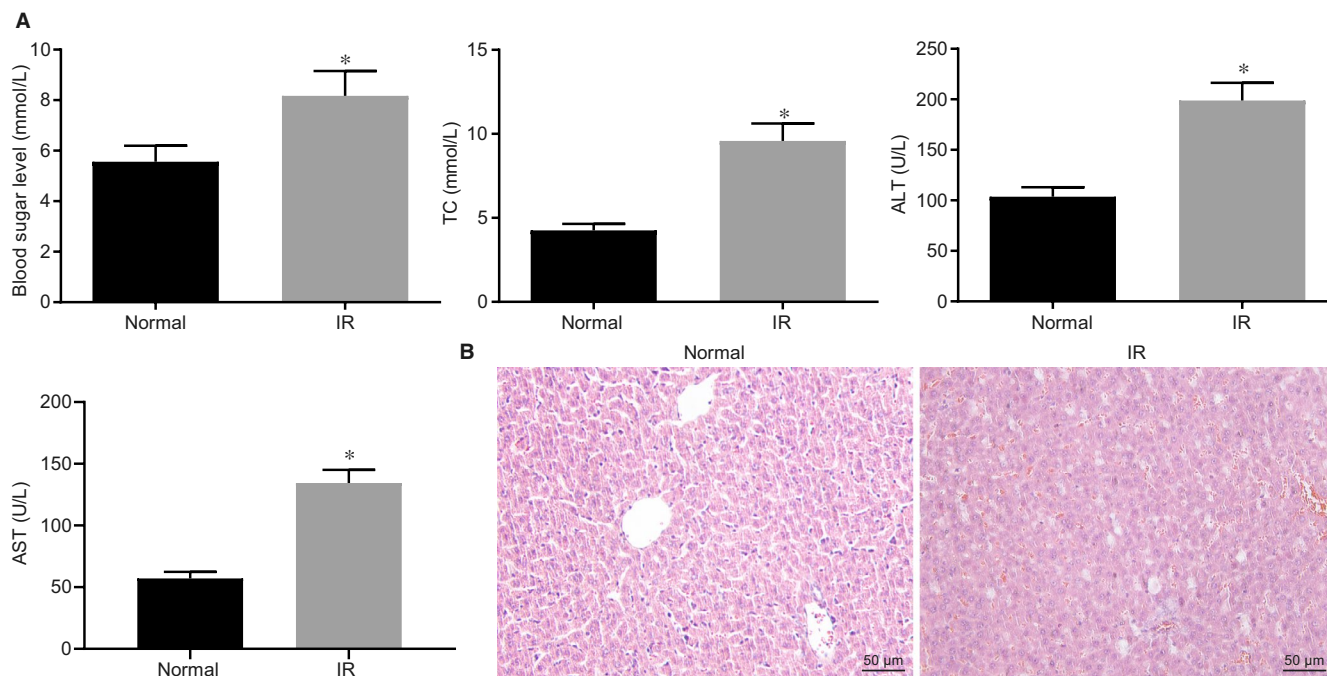 A
Blood sugar level (mmol/L)
10
8
6
4
2
0
*
Normal IR
TC (mmol/L)
15
10
5
0
*
Normal IR
ALT (U/L)
250
200
150
100
50
0
*
Normal IR
AST (U/L)
200
150
100
50
0
*
Normal IR
B
Normal IR
50 µm 50 µm